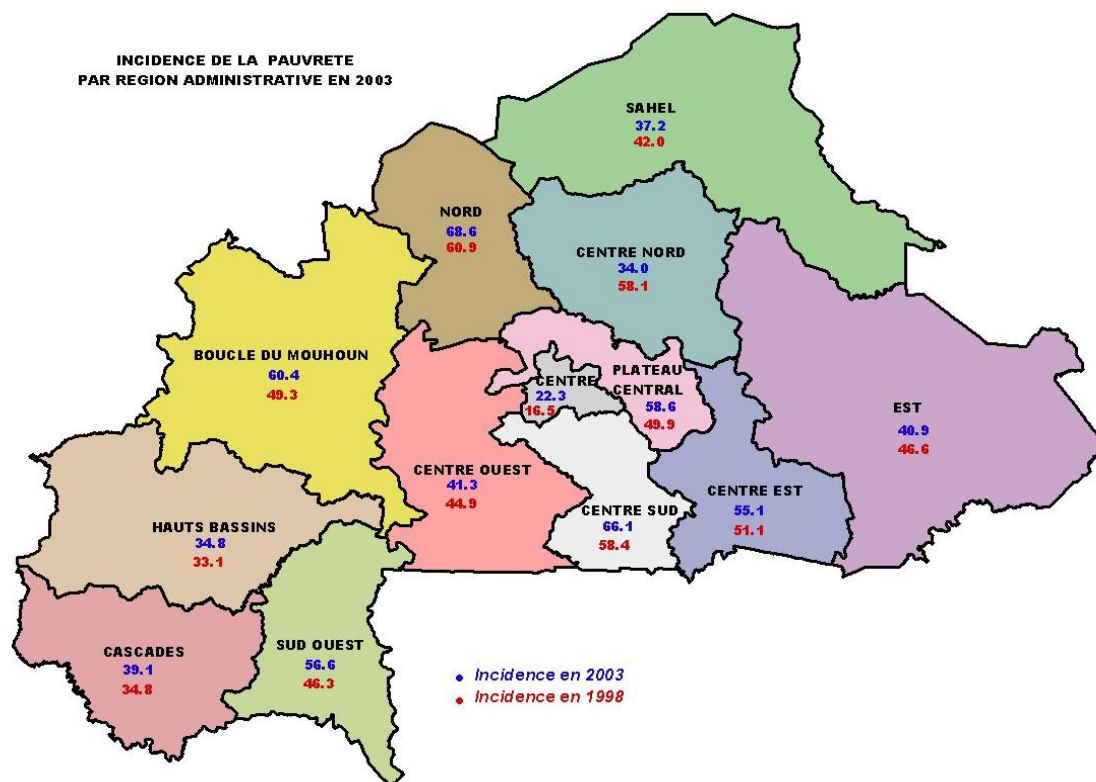 INCIDENCE DE LA PAUVRETE
PAR REGION ADMINISTRATIVE EN 2003
SAHEL
37.2
42.0
NORD
68.6
60.9
CENTRE NORD
34.0
58.1
BOUCLE DU MOUHOUN
60.4
49.3
CENTRE
22.3
16.5
PLATEAU
CENTRAL
58.6
49.9
EST
40.9
46.6
CENTRE OUEST
41.3
44.9
CENTRE SUD
66.1
58.4
CENTRE EST
55.1
51.1
HAUTS BASSINS
34.8
33.1
CASCADES
39.1
34.8
SUD OUEST
56.6
46.3
Incidence en 2003
Incidence en 1998